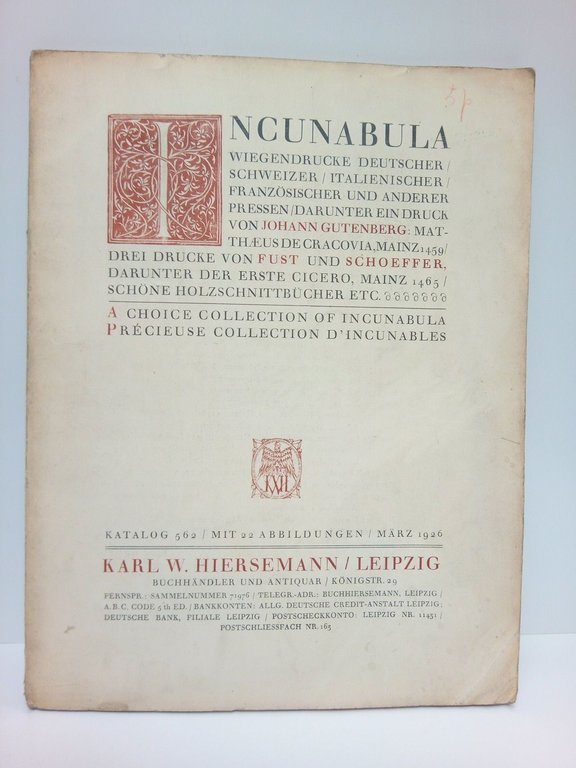 5 p
INCUNABULA
WIEGENDRUCKE DEUTSCHER /
SCHWEIZER / ITALIENISCHER /
FRANZÖSISCHER UND ANDERER
PRESSEN / DARUNTER EIN DRUCK
VON JOHANN GUTENBERG: MAT-
THÆUS DE CRACOVIA, MAINZ 1459 /
DREI DRUCKE VON FUST UND SCHOEFFER,
DARUNTER DER ERSTE CICERO, MAINZ 1465 /
SCHÖNE HOLZSCHNITTBÜCHER ETC.
A CHOICE COLLECTION OF INCUNABULA
PRÉCIEUSE COLLECTION D'INCUNABLES
KATALOG 562 / MIT 22 ABBILDUNGEN / MÄRZ 1926
KARL W. HIERSEMANN / LEIPZIG
BUCHHÄNDLER UND ANTIQUAR / KÖNIGSTR. 29
FERNSPR.: SAMMELNUMMER 71976 / TELEGR.-ADR.: BUCHHIERSEMANN, LEIPZIG /
A.B.C. CODE 5th ED. / BANKKONTEN: ALLG. DEUTSCHE CREDIT-ANSTALT LEIPZIG;
DEUTSCHE BANK, FILIALE LEIPZIG / POSTSCHECKKONTO: LEIPZIG NR. 11451 /
POSTSCHLIESSFACH NR. 163